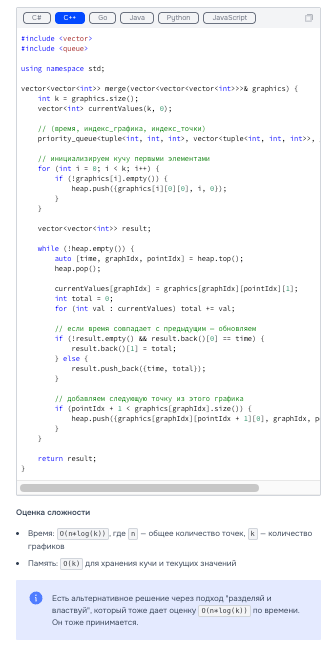 C# C++ Go Java Python JavaScript
#include <vector>
#include <queue>
using namespace std;
vector<vector<int>> merge(vector<vector<vector<int>>>& graphics) {
    int k = graphics.size();
    vector<int> currentValues(k, 0);
    // (время, индекс_графика, индекс_точки)
    priority_queue<tuple<int, int, int>, vector<tuple<int, int, int>>,
    // инициализируем кучу первыми элементами
    for (int i = 0; i < k; i++) {
        if (!graphics[i].empty()) {
            heap.push({graphics[i][0][0], i, 0});
        }
    }
    vector<vector<int>> result;
    while (!heap.empty()) {
        auto [time, graphIdx, pointIdx] = heap.top();
        heap.pop();
        currentValues[graphIdx] = graphics[graphIdx][pointIdx][1];
        int total = 0;
        for (int val : currentValues) total += val;
        // если время совпадает с предыдущим — обновляем
        if (!result.empty() && result.back()[0] == time) {
            result.back()[1] = total;
        } else {
            result.push_back({time, total});
        }
        // добавляем следующую точку из этого графика
        if (pointIdx + 1 < graphics[graphIdx].size()) {
            heap.push({graphics[graphIdx][pointIdx + 1][0], graphIdx, p
        }
    }
    return result;
}
Оценка сложности
• Время: O(n*log(k)), где n — общее количество точек, k — количество
графиков
• Память: O(k) для хранения кучи и текущих значений
Есть альтернативное решение через подход "разделяй и
властвуй", который тоже дает оценку O(n*log(k)) по времени.
Он тоже принимается.